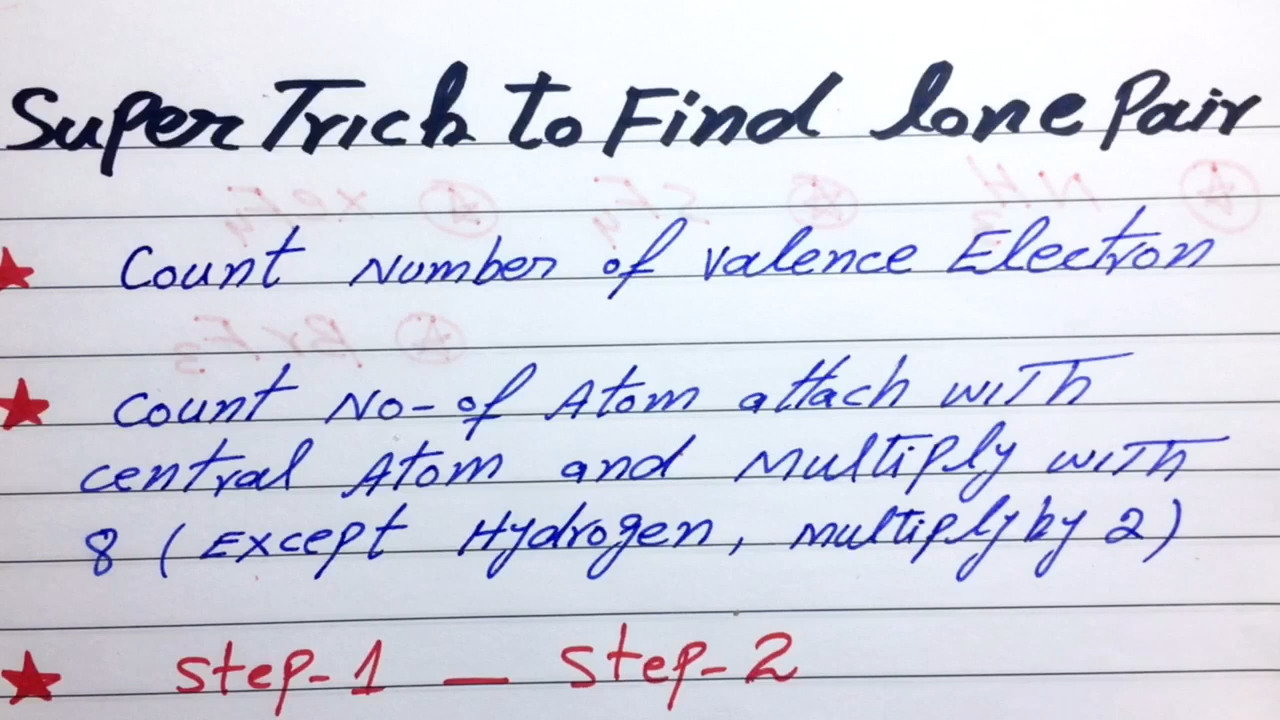 Super Trick to Find lone Pair
Count Number of valence Electron
Count No-of Atom attach with
central Atom and Multiply with
8 (Except Hydrogen, multiply by 2)
Step-1 — Step-2